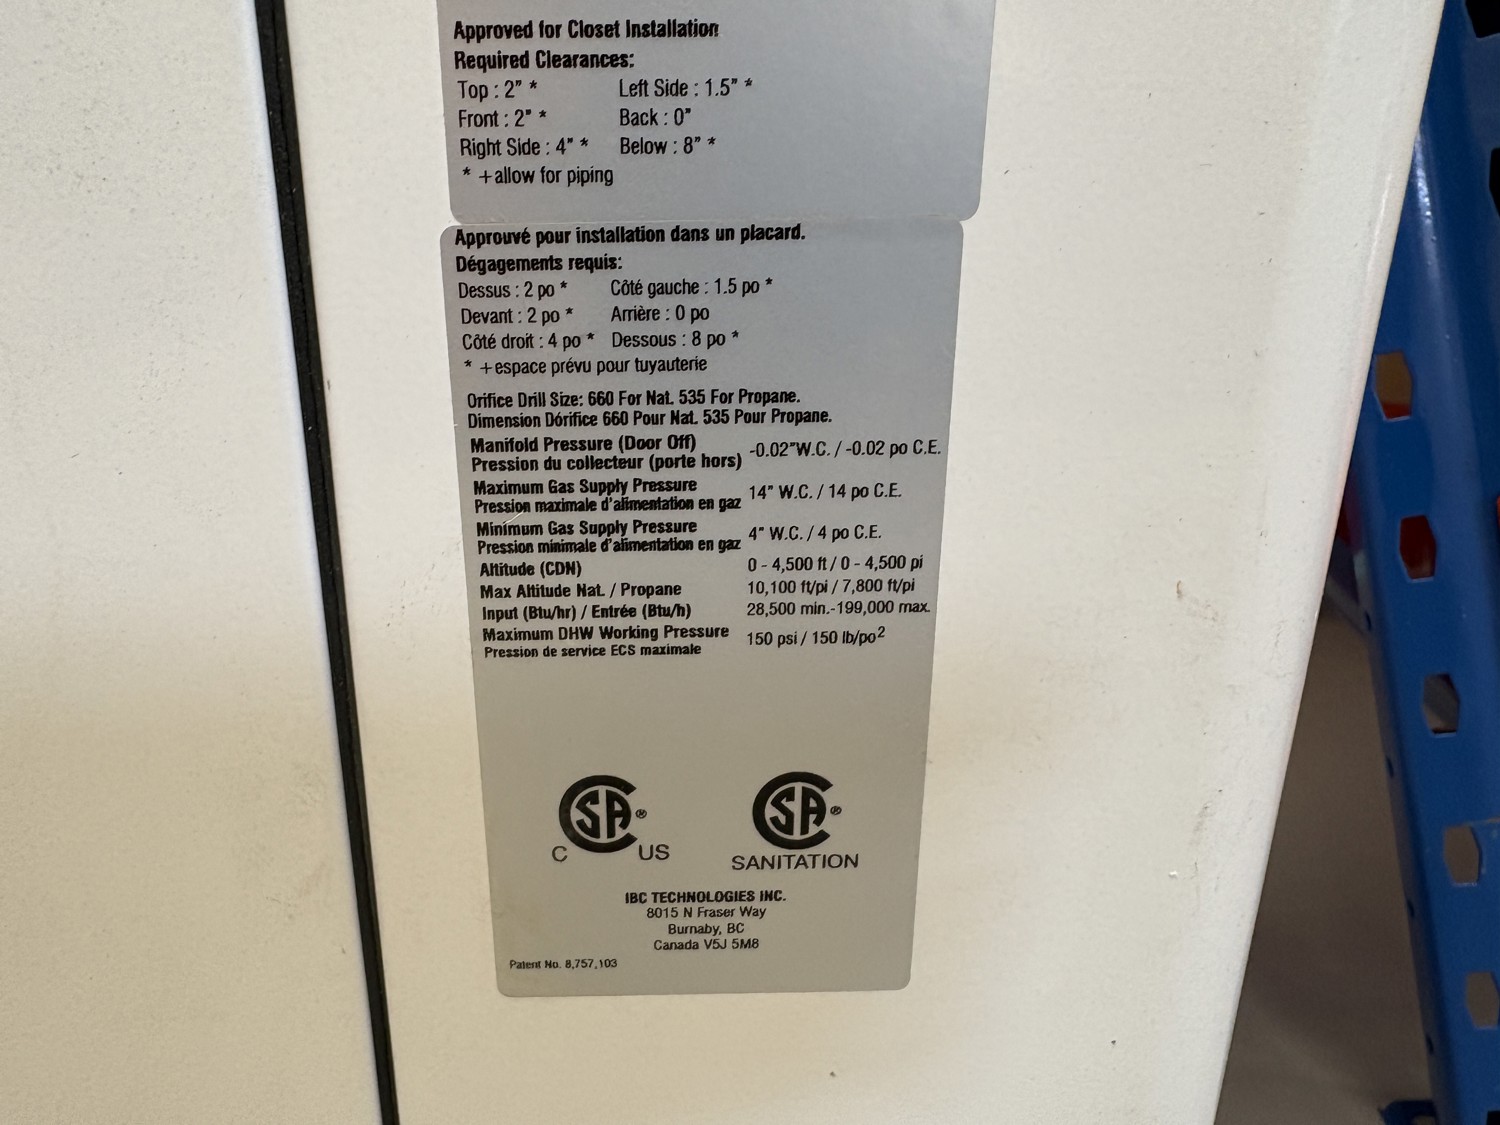 Approved for Closet Installation
Required Clearances:
Top : 2" * Left Side : 1.5" *
Front : 2" * Back : 0"
Right Side : 4" * Below : 8" *
* +allow for piping
Approuvé pour installation dans un placard.
Dégagements requis:
Dessus : 2 po * Côté gauche : 1.5 po *
Devant : 2 po * Arrière : 0 po
Côté droit : 4 po * Dessous : 8 po *
* +espace prévu pour tuyauterie
Orifice Drill Size: 660 For Nat. 535 For Propane.
Dimension Dórifice 660 Pour Nat. 535 Pour Propane.
Manifold Pressure (Door Off)
Pression du collecteur (porte hors) -0.02"W.C. / -0.02 po C.E.
Maximum Gas Supply Pressure
Pression maximale d'alimentation en gaz 14" W.C. / 14 po C.E.
Minimum Gas Supply Pressure
Pression minimale d'alimentation en gaz 4" W.C. / 4 po C.E.
Altitude (CDN) 0 - 4,500 ft / 0 - 4,500 pi
Max Altitude Nat. / Propane 10,100 ft/pi / 7,800 ft/pi
Input (Btu/hr) / Entrée (Btu/h) 28,500 min.-199,000 max.
Maximum DHW Working Pressure 150 psi / 150 lb/po²
Pression de service ECS maximale
CSA ® C US
CSA ® SANITATION
IBC TECHNOLOGIES INC.
8015 N Fraser Way
Burnaby, BC
Canada V5J 5M8
Patent No. 8,757,103